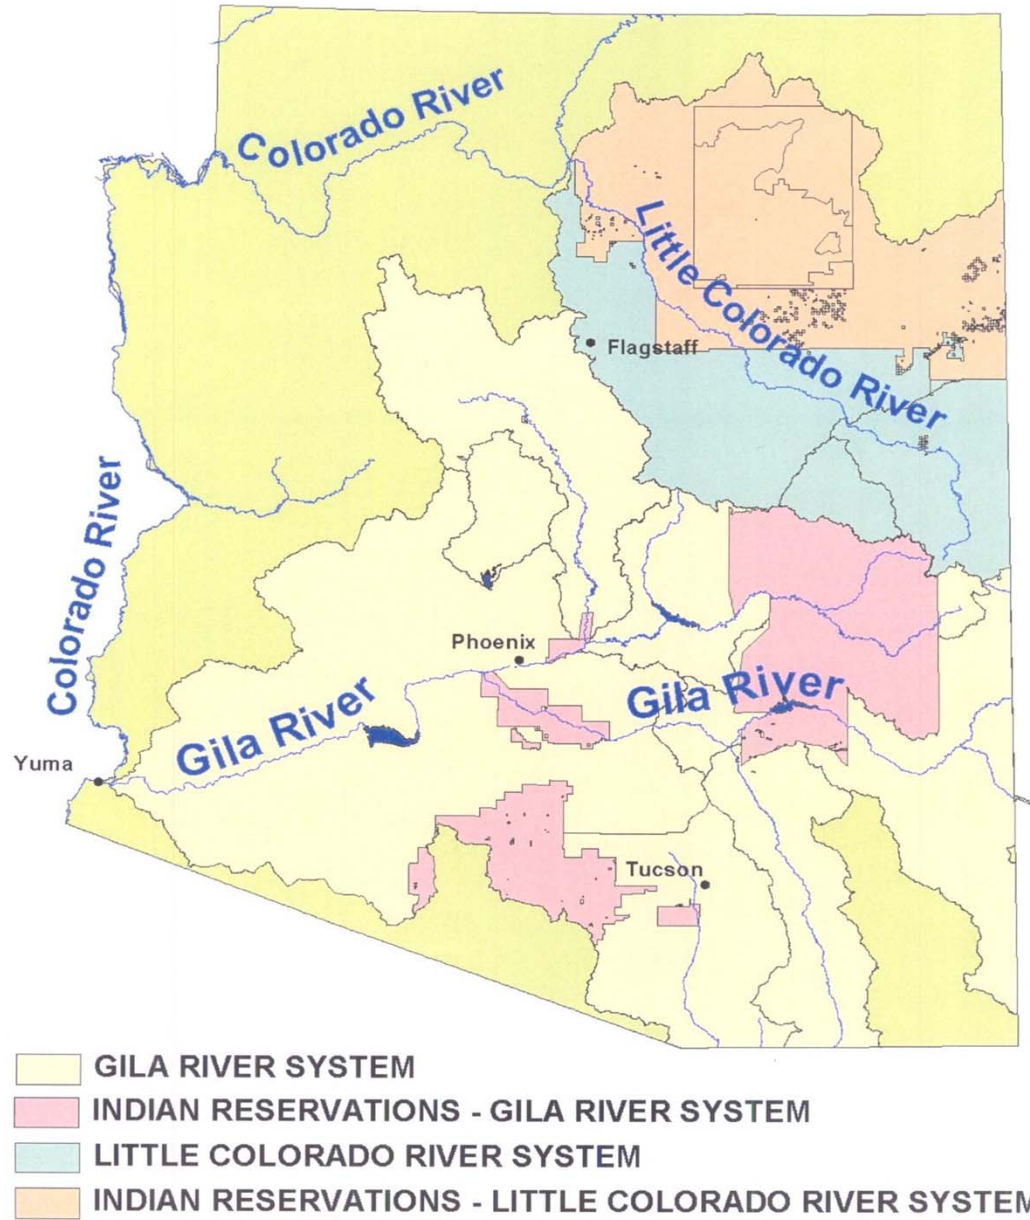 Colorado River
Little Colorado River
Flagstaff
Colorado River
Phoenix
Gila River
Gila River
Yuma
Tucson
GILA RIVER SYSTEM
INDIAN RESERVATIONS - GILA RIVER SYSTEM
LITTLE COLORADO RIVER SYSTEM
INDIAN RESERVATIONS - LITTLE COLORADO RIVER SYSTEM